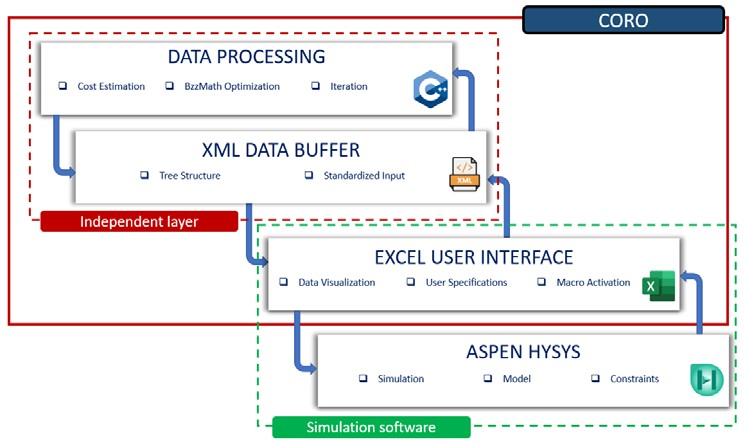 CORO
DATA PROCESSING
Cost Estimation BzzMath Optimization Iteration
C++
XML DATA BUFFER
Tree Structure Standardized Input
</>
XML
Independent layer
EXCEL USER INTERFACE
Data Visualization User Specifications Macro Activation
X
ASPEN HYSYS
Simulation Model Constraints
H
Simulation software